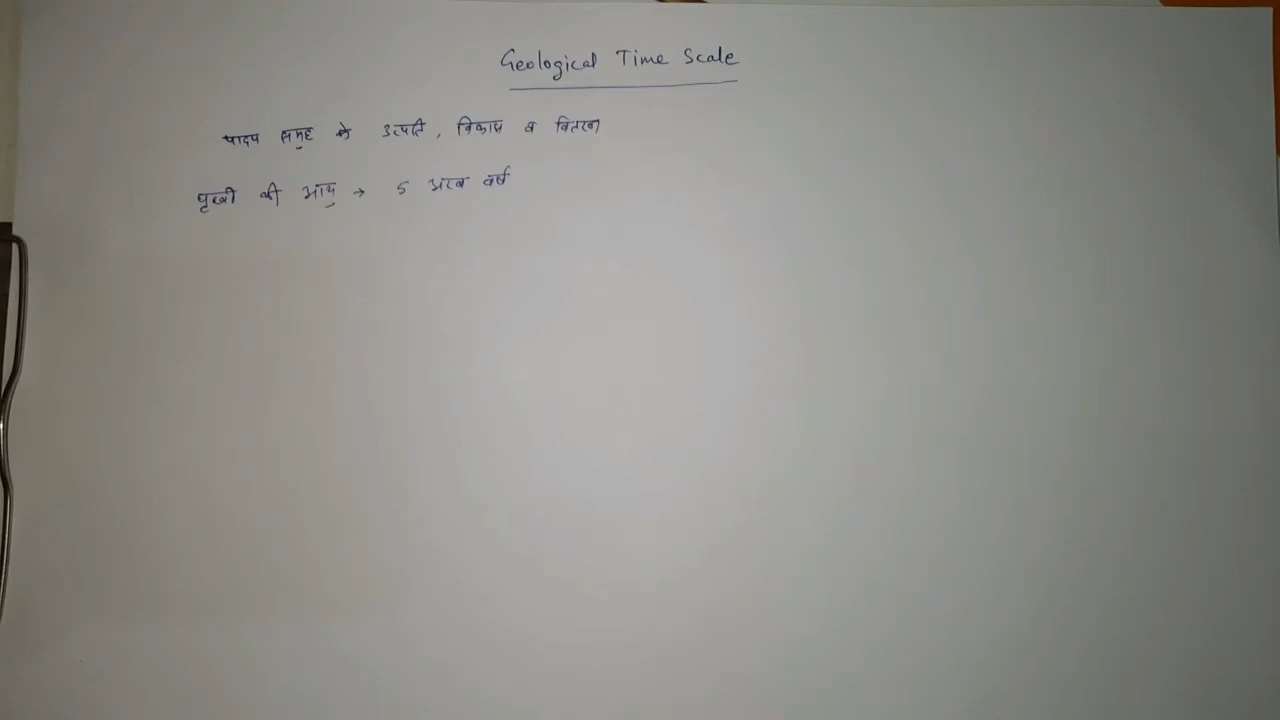 Geological Time Scale
पादप समुह के उत्पति, विकास व वितरण
पृथ्वी की आयु → 5 अरब वर्ष